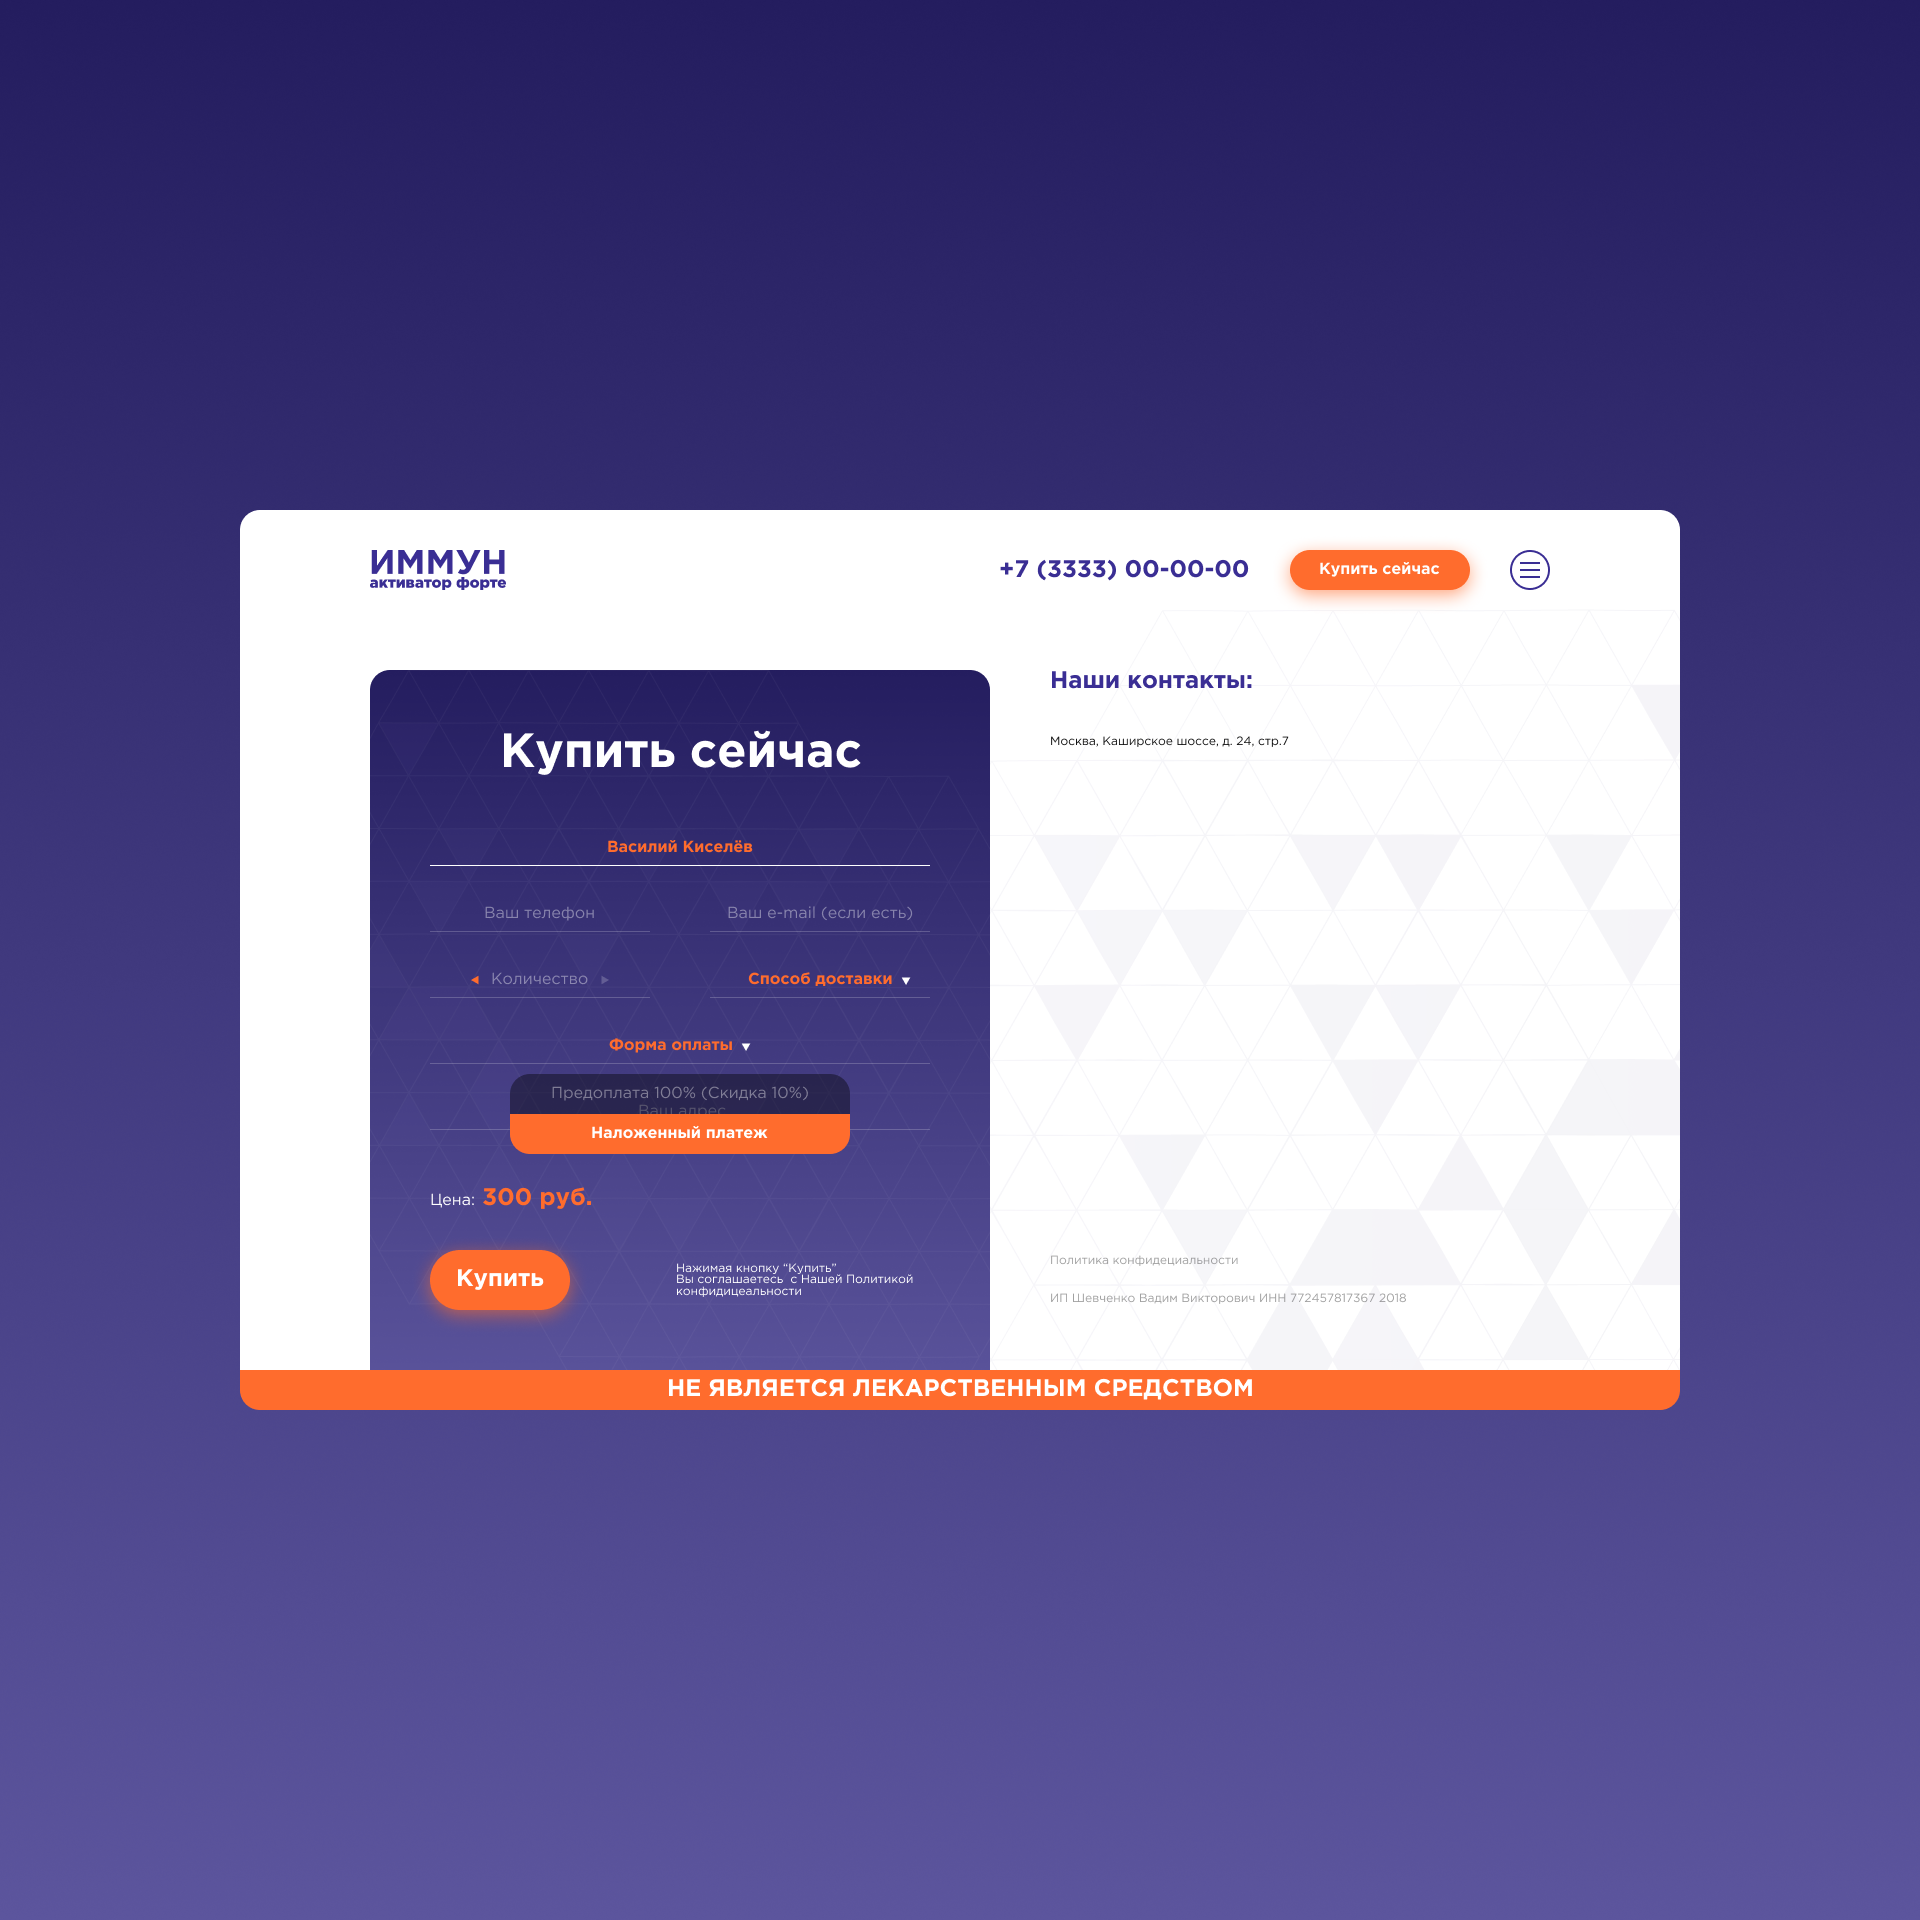 ИММУН
активатор форте
+7 (3333) 00-00-00
Купить сейчас
Купить сейчас
Василий Киселёв
Ваш телефон
Ваш e-mail (если есть)
Количество
Способ доставки
Форма оплаты
Предоплата 100% (Скидка 10%)
Ваш адрес
Наложенный платеж
Цена: 300 руб.
Купить
Нажимая кнопку “Купить”
Вы соглашаетесь с Нашей Политикой
конфидицеальности
Наши контакты:
Москва, Каширское шоссе, д. 24, стр.7
Политика конфидециальности
ИП Шевченко Вадим Викторович ИНН 772457817367 2018
НЕ ЯВЛЯЕТСЯ ЛЕКАРСТВЕННЫМ СРЕДСТВОМ